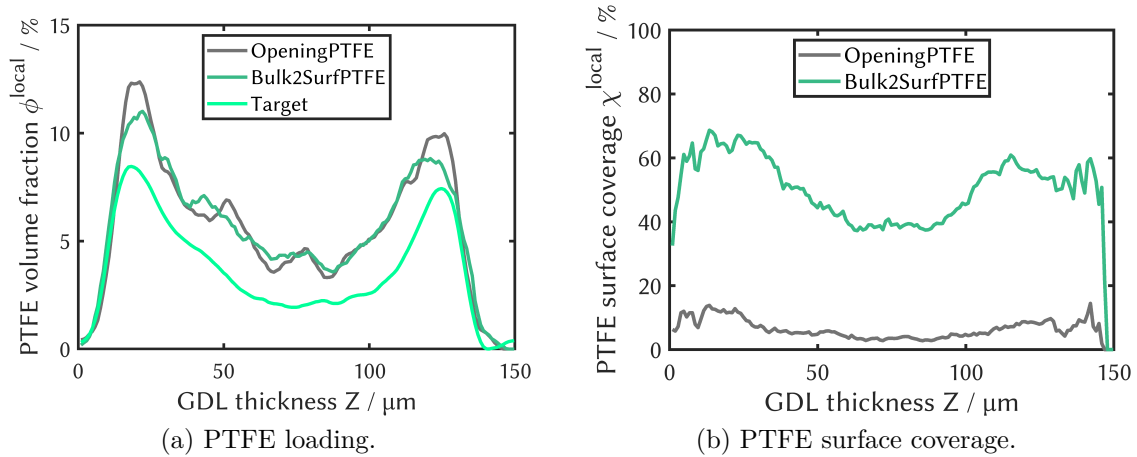 PTFE volume fraction ϕ^local / %
15
10
5
0
OpeningPTFE
Bulk2SurfPTFE
Target
0 50 100 150
GDL thickness Z / μm
(a) PTFE loading.
PTFE surface coverage χ^local / %
100
80
60
40
20
0
OpeningPTFE
Bulk2SurfPTFE
0 50 100 150
GDL thickness Z / μm
(b) PTFE surface coverage.